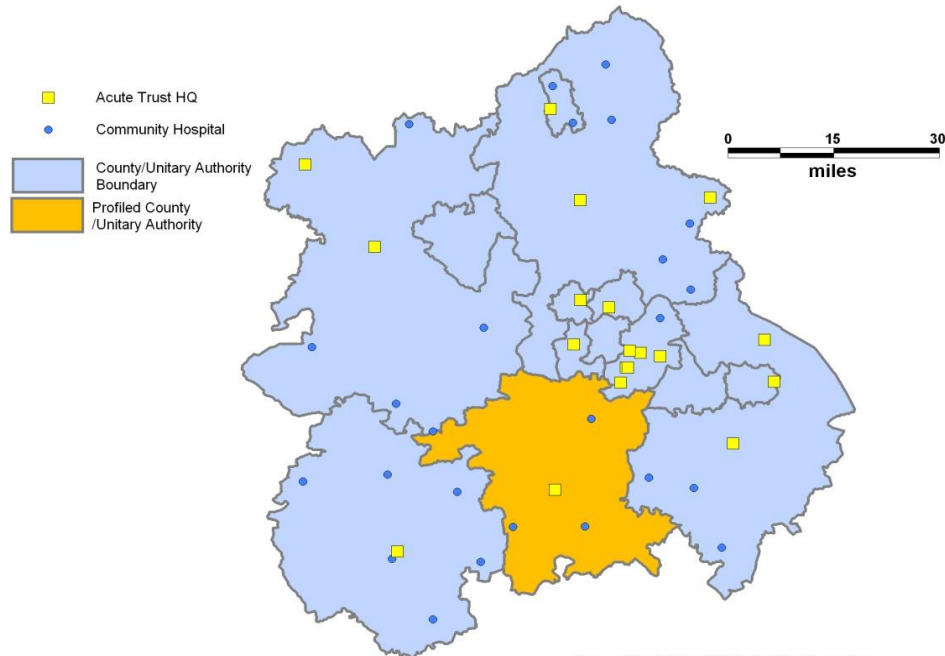 Acute Trust HQ
Community Hospital
County/Unitary Authority
Boundary
Profiled County
/Unitary Authority
0 15 30
miles